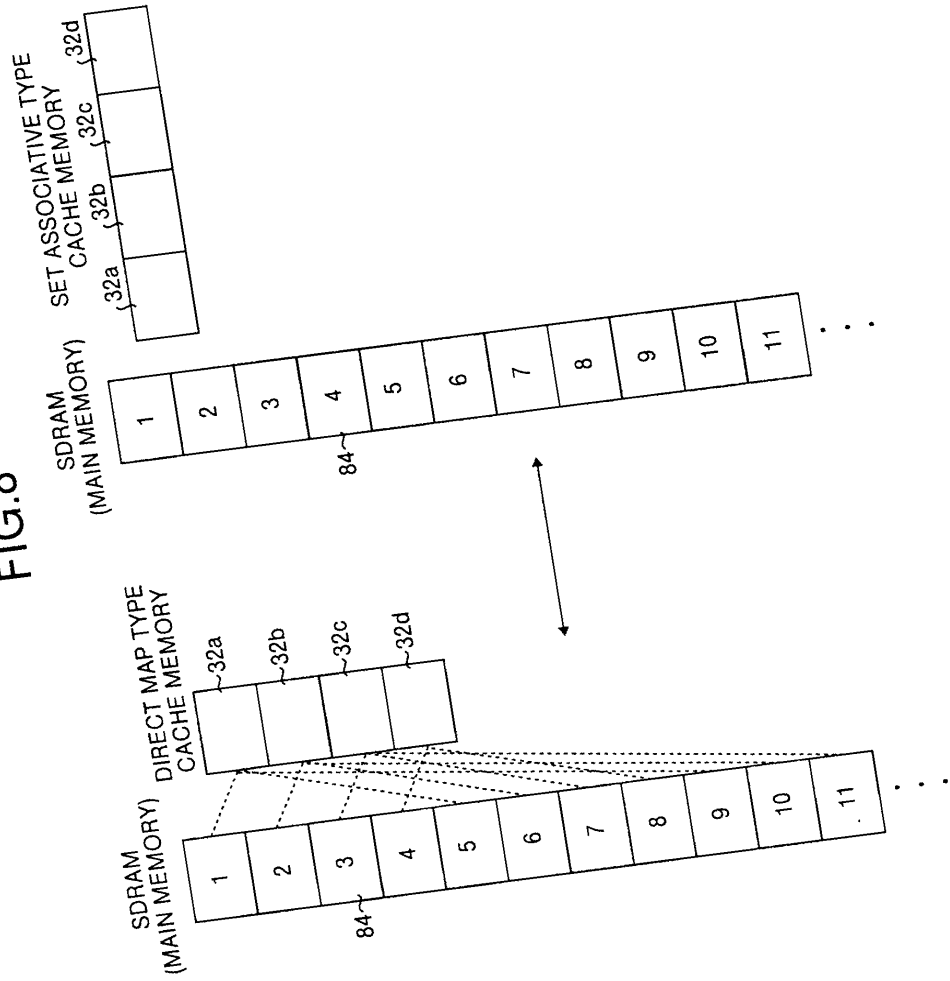 FIG.8
SDRAM
(MAIN MEMORY)
1
2
3
4
5
6
7
8
9
10
11
84
DIRECT MAP TYPE
CACHE MEMORY
32a
32b
32c
32d
SDRAM
(MAIN MEMORY)
1
2
3
4
5
6
7
8
9
10
11
84
SET ASSOCIATIVE TYPE
CACHE MEMORY
32a
32b
32c
32d